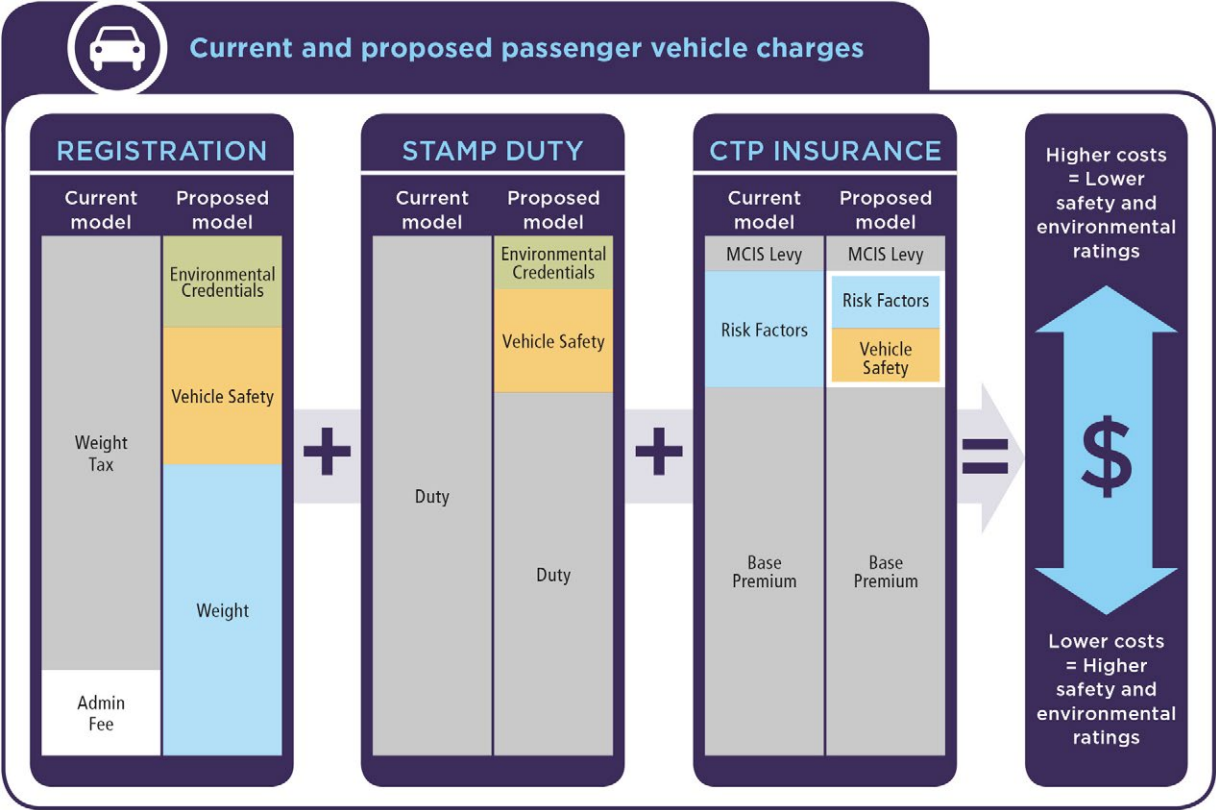 Current and proposed passenger vehicle charges
REGISTRATION
Current
model
Proposed
model
Weight
Tax
Admin
Fee
Environmental
Credentials
Vehicle Safety
Weight
+
STAMP DUTY
Current
model
Proposed
model
Duty
Environmental
Credentials
Vehicle Safety
Duty
+
CTP INSURANCE
Current
model
Proposed
model
MCIS Levy
Risk Factors
Base
Premium
MCIS Levy
Risk Factors
Vehicle
Safety
Base
Premium
=
Higher costs
= Lower
safety and
environmental
ratings
$
Lower costs
= Higher
safety and
environmental
ratings